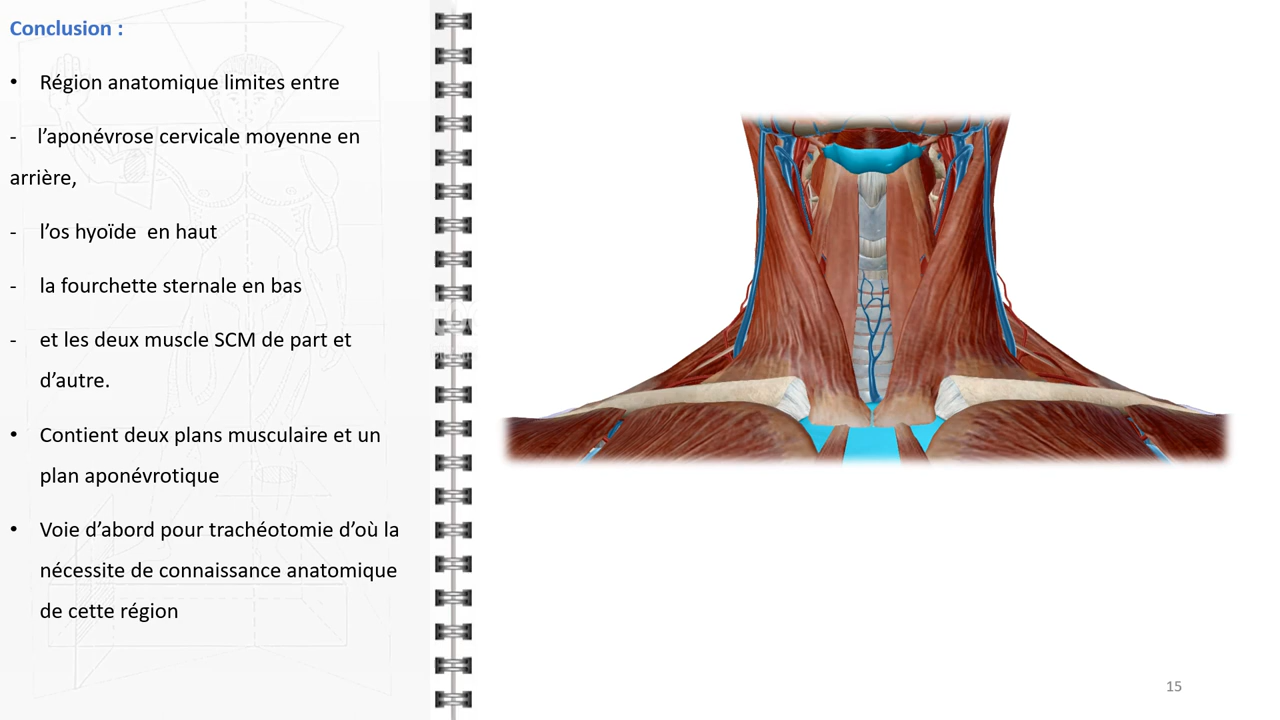 Conclusion :
• Région anatomique limites entre
- l’aponévrose cervicale moyenne en
arrière,
- l’os hyoïde en haut
- la fourchette sternale en bas
- et les deux muscle SCM de part et
d’autre.
• Contient deux plans musculaire et un
plan aponévrotique
• Voie d’abord pour trachéotomie d’où la
nécessite de connaissance anatomique
de cette région
15